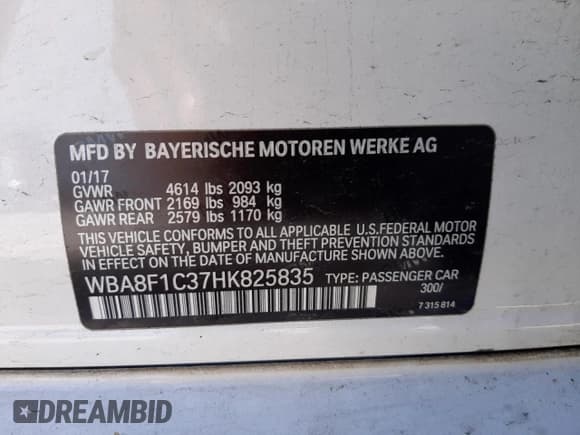 MFD BY BAYERISCHE MOTOREN WERKE AG
01/17
GVWR 4614 lbs 2093 kg
GAWR FRONT 2169 lbs 984 kg
GAWR REAR 2579 lbs 1170 kg
THIS VEHICLE CONFORMS TO ALL APPLICABLE U.S.FEDERAL MOTOR
VEHICLE SAFETY, BUMPER AND THEFT PREVENTION STANDARDS
IN EFFECT ON THE DATE OF MANUFACTURE SHOWN ABOVE.
WBA8F1C37HK825835 TYPE: PASSENGER CAR
300/
7 315 814
DREAMBID